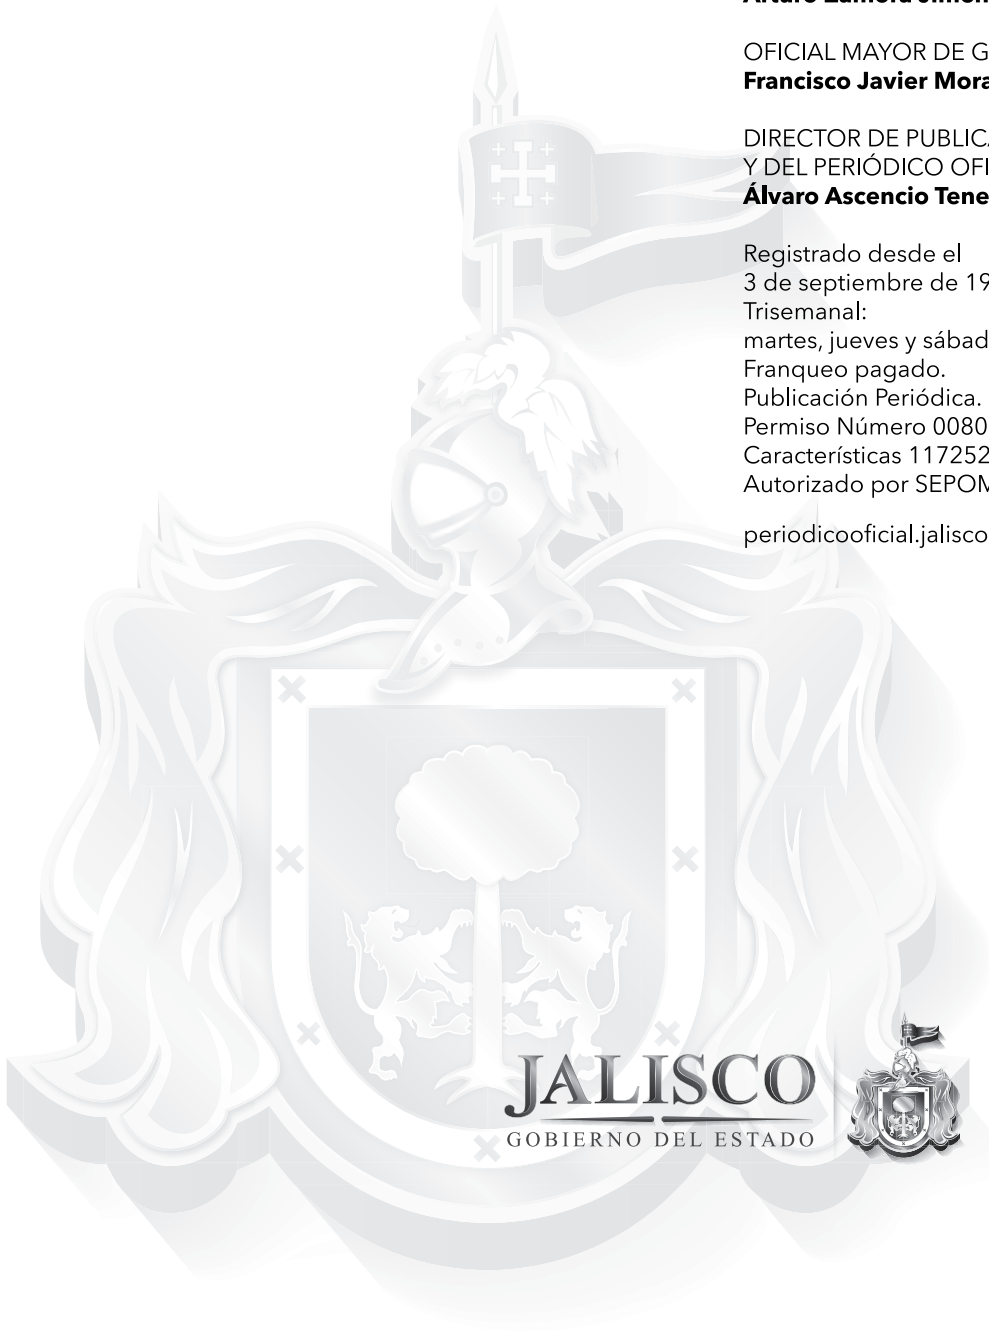 OFICIAL MAYOR DE G
Francisco Javier Mora
DIRECTOR DE PUBLICA
Y DEL PERIÓDICO OFI
Álvaro Ascencio Tene
Registrado desde el
3 de septiembre de 19
Trisemanal:
martes, jueves y sábad
Franqueo pagado.
Publicación Periódica.
Permiso Número 0080
Características 117252
Autorizado por SEPOM
periodicooficial.jalisco
JALISCO
GOBIERNO DEL ESTADO